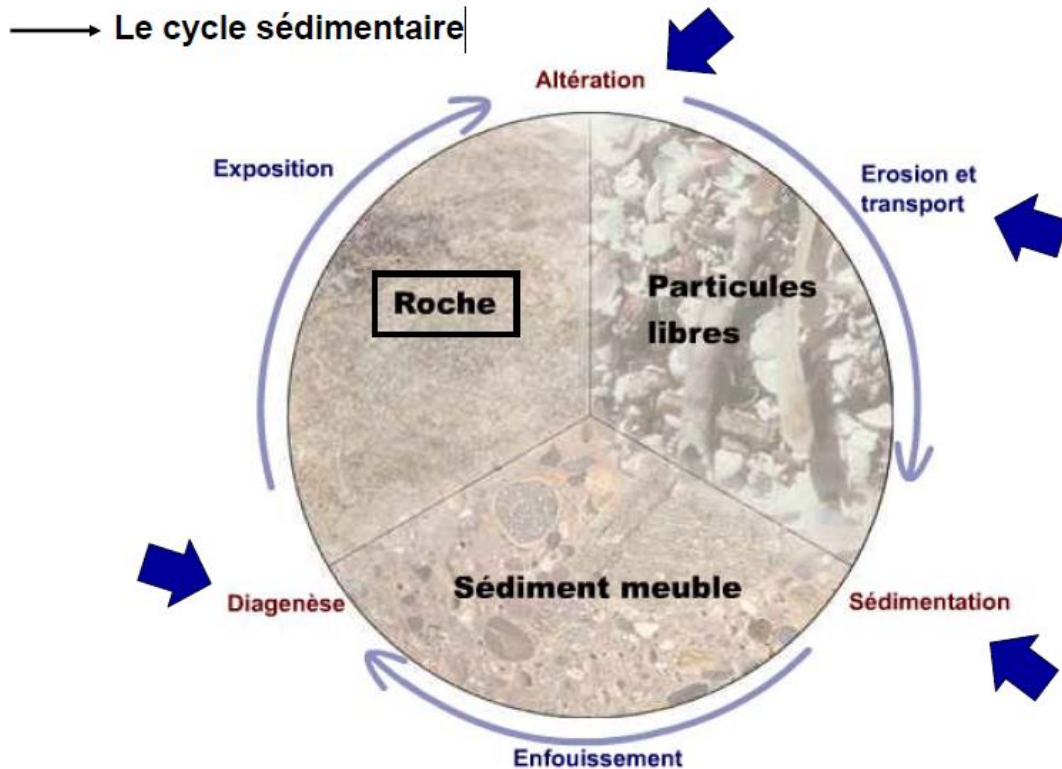 Le cycle sédimentaire
Altération
Exposition
Erosion et
transport
Roche
Particules
libres
Sédiment meuble
Diagenèse
Sédimentation
Enfouissement